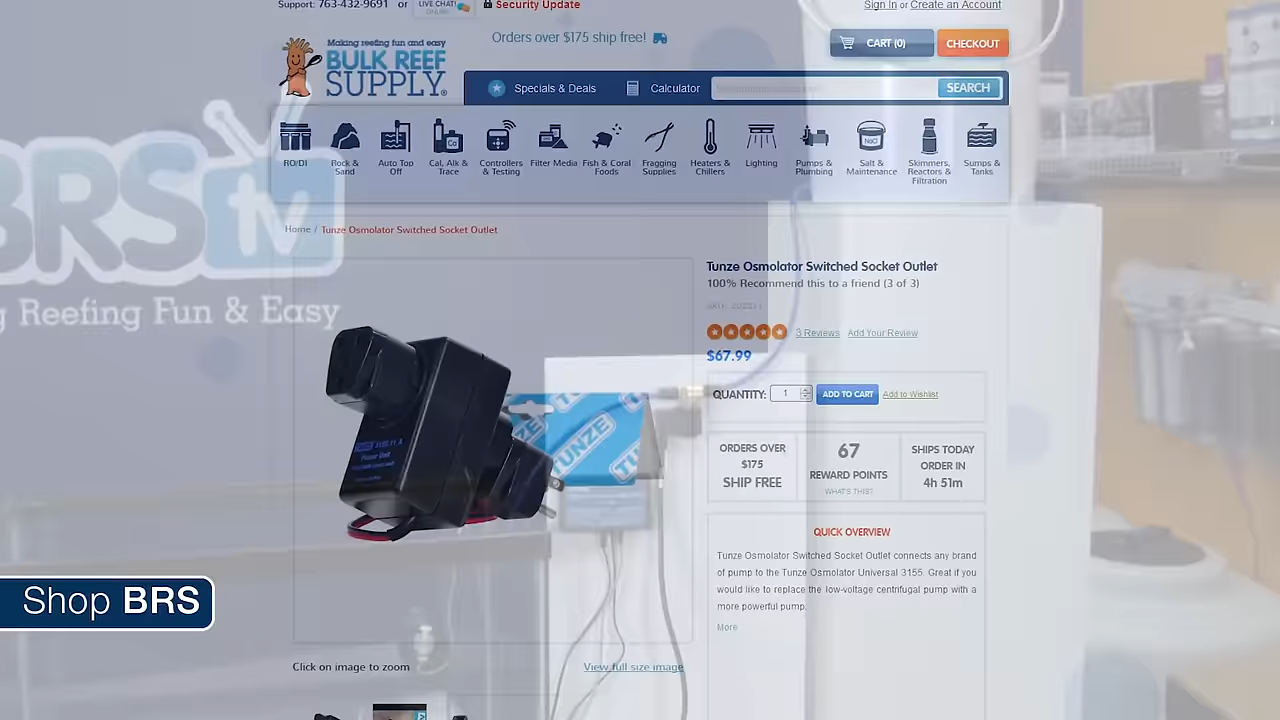 Support: 763-432-9691 or LIVE CHAT! ONLINE Security Update
Sign In or Create an Account
Making reefing fun and easy
BULK REEF
SUPPLY
Orders over $175 ship free!
CART (0)
CHECKOUT
Specials & Deals
Calculator
SEARCH
RO/DI
Rock & Sand
Auto Top Off
Cal, Alk & Trace
Controllers & Testing
Filter Media
Fish & Coral Foods
Fragging Supplies
Heaters & Chillers
Lighting
Pumps & Plumbing
Salt & Maintenance
Skimmers, Reactors & Filtration
Sumps & Tanks
BRS tv
g Reefing Fun & Easy
Home / Tunze Osmolator Switched Socket Outlet
Tunze Osmolator Switched Socket Outlet
100% Recommend this to a friend (3 of 3)
3 Reviews Add Your Review
$67.99
QUANTITY: 1 ADD TO CART Add to Wishlist
TUNZE
ORDERS OVER
$175
SHIP FREE
67
REWARD POINTS
WHAT'S THIS?
SHIPS TODAY
ORDER IN
4h 51m
QUICK OVERVIEW
Tunze Osmolator Switched Socket Outlet connects any brand
of pump to the Tunze Osmolator Universal 3155. Great if you
would like to replace the low-voltage centrifugal pump with a
more powerful pump.
More
Shop BRS
Click on image to zoom
View full size image